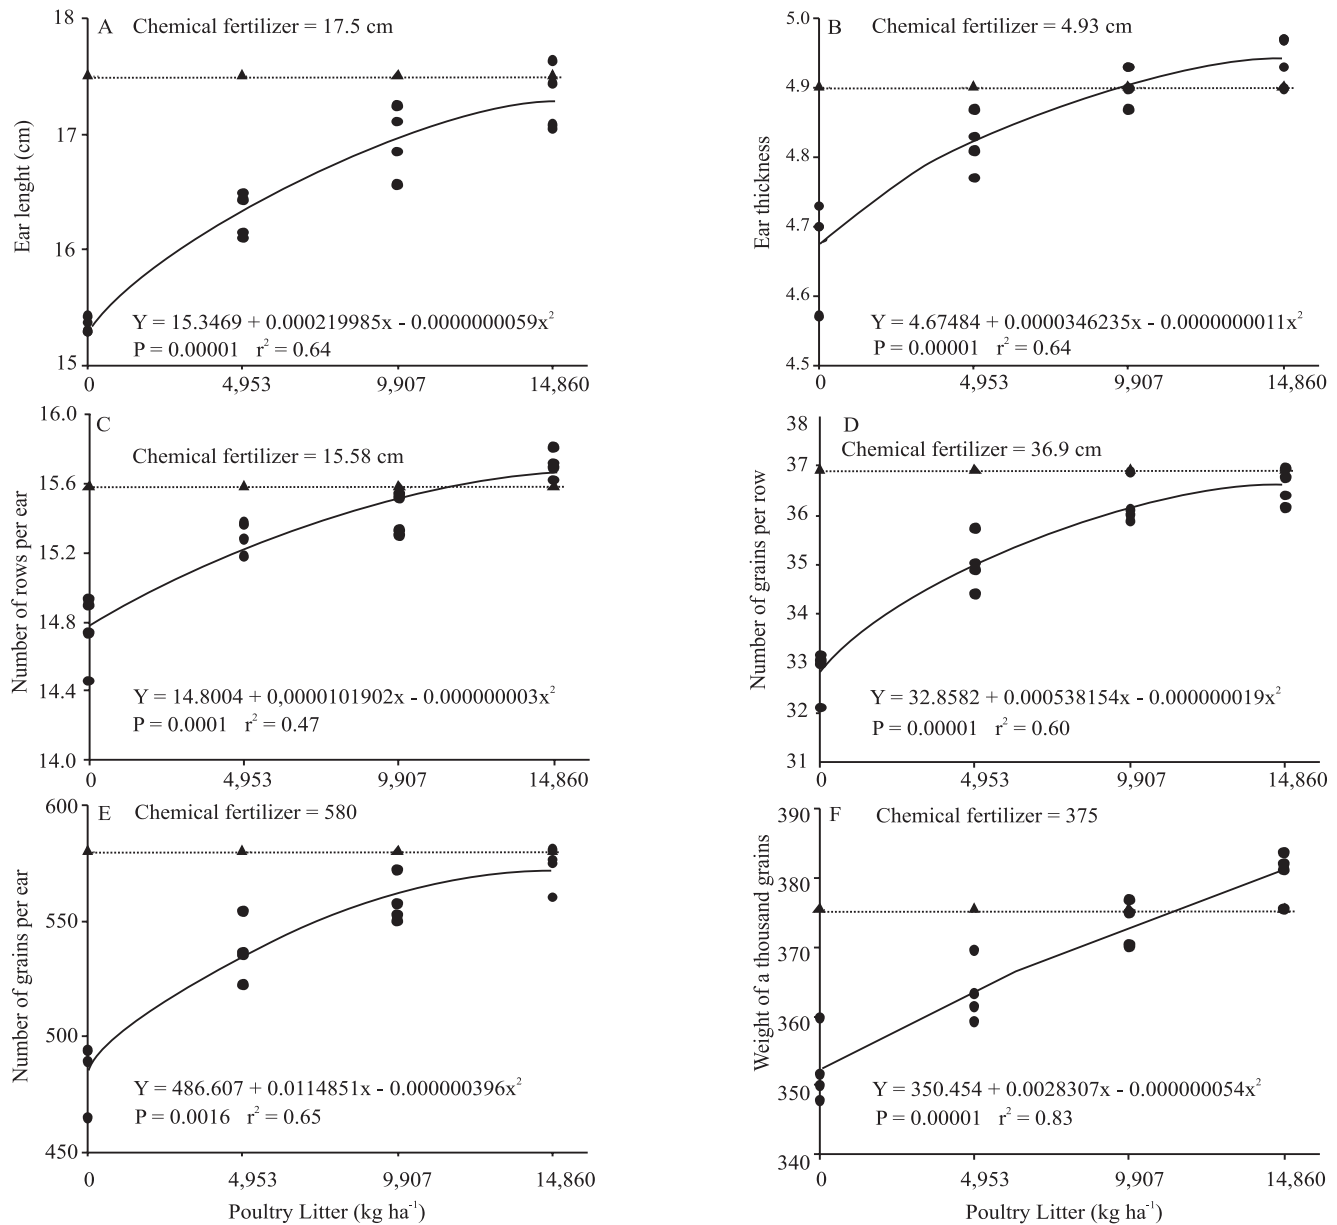 A Chemical fertilizer = 17.5 cm
18
17
16
15
Ear lenght (cm)
Y = 15.3469 + 0.000219985x - 0.0000000059x²
P = 0.00001 r² = 0.64
0 4,953 9,907 14,860
B Chemical fertilizer = 4.93 cm
5.0
4.9
4.8
4.7
4.6
4.5
Ear thickness
Y = 4.67484 + 0.0000346235x - 0.0000000011x²
P = 0.00001 r² = 0.64
0 4,953 9,907 14,860
C
Chemical fertilizer = 15.58 cm
16.0
15.6
15.2
14.8
14.4
14.0
Number of rows per ear
Y = 14.8004 + 0,0000101902x - 0.000000003x²
P = 0.0001 r² = 0.47
0 4,953 9,907 14,860
D
Chemical fertilizer = 36.9 cm
38
37
36
35
34
33
32
31
Number of grains per row
Y = 32.8582 + 0.000538154x - 0.000000019x²
P = 0.00001 r² = 0.60
0 4,953 9,907 14,860
E Chemical fertilizer = 580
600
550
500
450
Number of grains per ear
Y = 486.607 + 0.0114851x - 0.000000396x²
P = 0.0016 r² = 0.65
0 4,953 9,907 14,860
Poultry Litter (kg ha⁻¹)
F Chemical fertilizer = 375
390
380
370
360
350
340
Weight of a thousand grains
Y = 350.454 + 0.0028307x - 0.000000054x²
P = 0.00001 r² = 0.83
0 4,953 9,907 14,860
Poultry Litter (kg ha⁻¹)